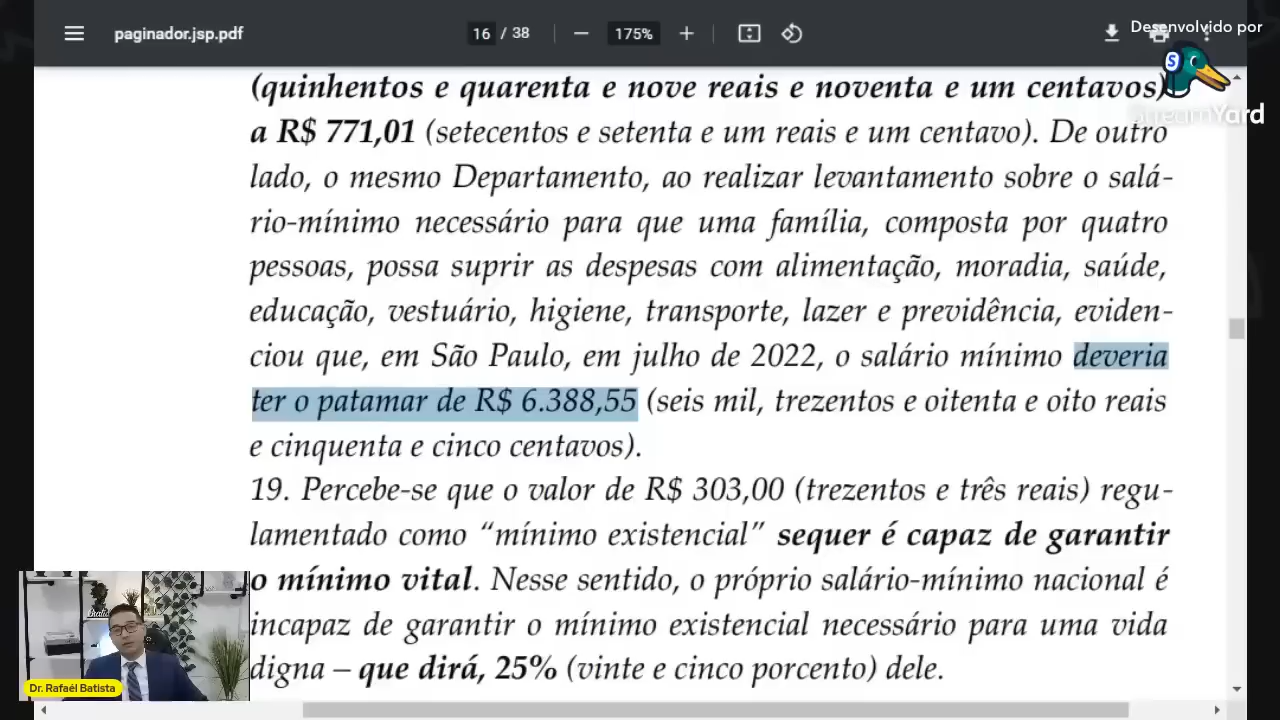 paginador.jsp.pdf
16 / 38
175%
Desenvolvido por
S
StreamYard
(quinhentos e quarenta e nove reais e noventa e um centavos)
a R$ 771,01 (setecentos e setenta e um reais e um centavo). De outro
lado, o mesmo Departamento, ao realizar levantamento sobre o salá-
rio-mínimo necessário para que uma família, composta por quatro
pessoas, possa suprir as despesas com alimentação, moradia, saúde,
educação, vestuário, higiene, transporte, lazer e previdência, eviden-
ciou que, em São Paulo, em julho de 2022, o salário mínimo deveria
ter o patamar de R$ 6.388,55 (seis mil, trezentos e oitenta e oito reais
e cinquenta e cinco centavos).
19. Percebe-se que o valor de R$ 303,00 (trezentos e três reais) regu-
lamentado como “mínimo existencial” sequer é capaz de garantir
o mínimo vital. Nesse sentido, o próprio salário-mínimo nacional é
incapaz de garantir o mínimo existencial necessário para uma vida
digna – que dirá, 25% (vinte e cinco porcento) dele.
Dr. Rafael Batista